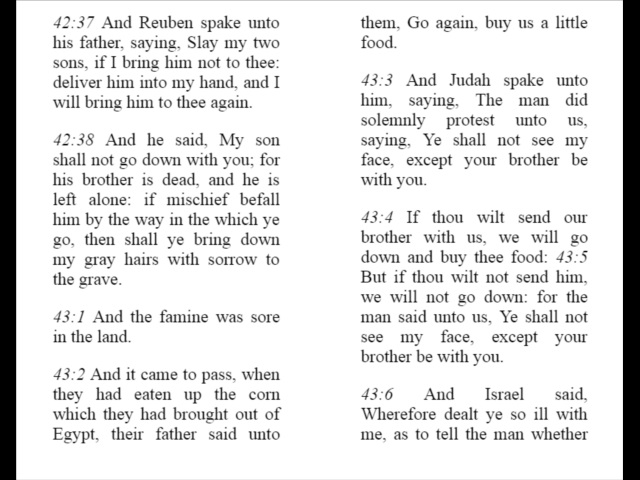 42:37 And Reuben spake unto
his father, saying, Slay my two
sons, if I bring him not to thee:
deliver him into my hand, and I
will bring him to thee again.
42:38 And he said, My son
shall not go down with you; for
his brother is dead, and he is
left alone: if mischief befall
him by the way in the which ye
go, then shall ye bring down
my gray hairs with sorrow to
the grave.
43:1 And the famine was sore
in the land.
43:2 And it came to pass, when
they had eaten up the corn
which they had brought out of
Egypt, their father said unto
them, Go again, buy us a little
food.
43:3 And Judah spake unto
him, saying, The man did
solemnly protest unto us,
saying, Ye shall not see my
face, except your brother be
with you.
43:4 If thou wilt send our
brother with us, we will go
down and buy thee food: 43:5
But if thou wilt not send him,
we will not go down: for the
man said unto us, Ye shall not
see my face, except your
brother be with you.
43:6 And Israel said,
Wherefore dealt ye so ill with
me, as to tell the man whether